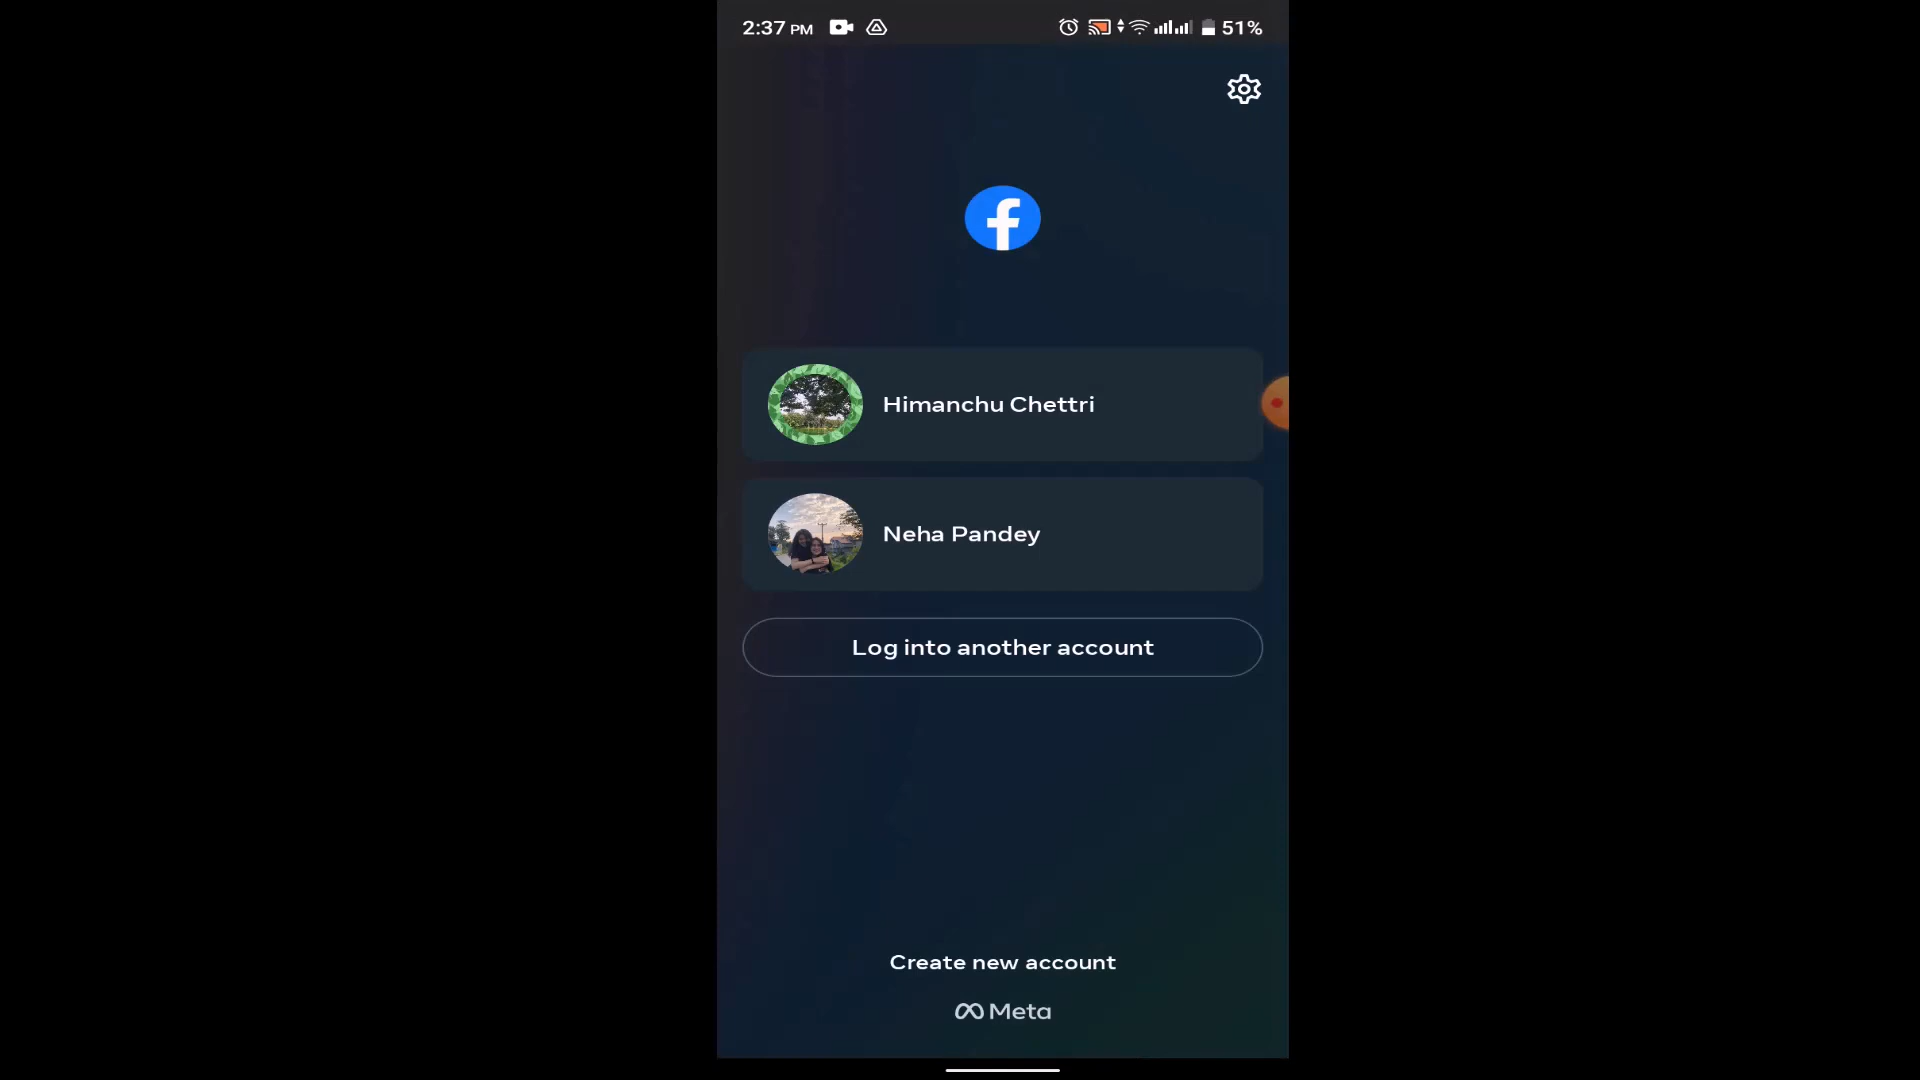 2:37 PM 51%
Himanchu Chettri
Neha Pandey
Log into another account
Create new account
Meta